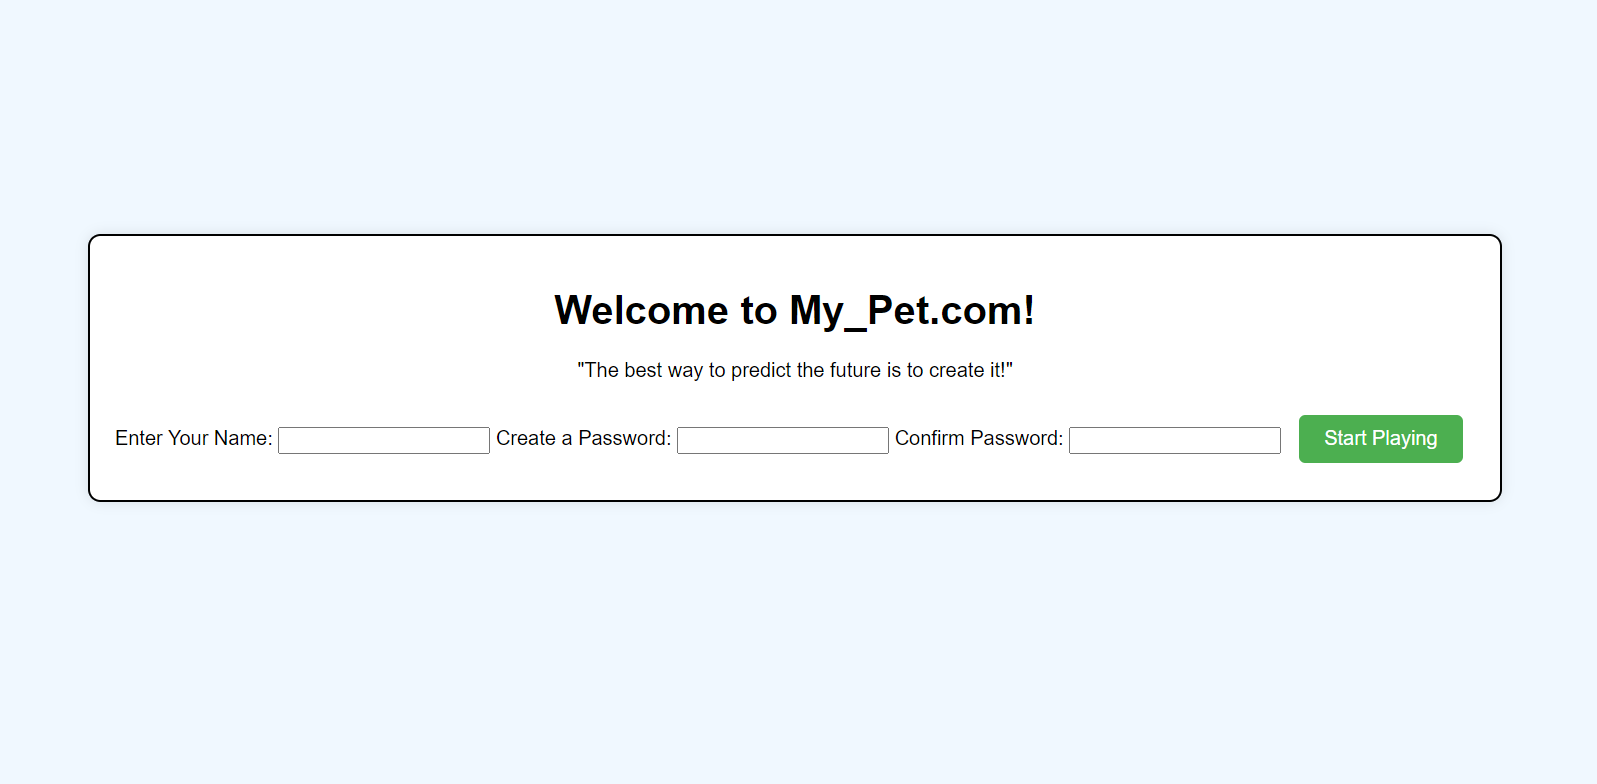 Welcome to My_Pet.com!
"The best way to predict the future is to create it!"
Enter Your Name: Create a Password: Confirm Password: Start Playing